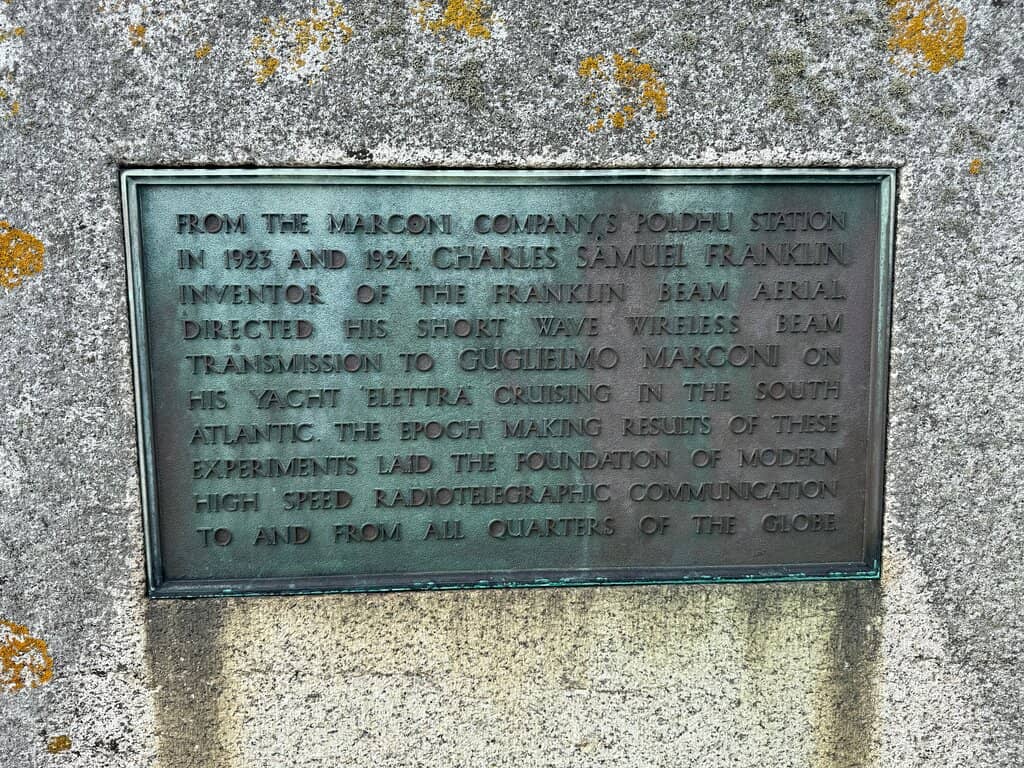 FROM THE MARCONI COMPANY'S POLDHU STATION
IN 1923 AND 1924, CHARLES SAMUEL FRANKLIN
INVENTOR OF THE FRANKLIN BEAM AERIAL
DIRECTED HIS SHORT WAVE WIRELESS BEAM
TRANSMISSION TO GUGLIELMO MARCONI ON
HIS YACHT 'ELETTRA' CRUISING IN THE SOUTH
ATLANTIC. THE EPOCH MAKING RESULTS OF THESE
EXPERIMENTS LAID THE FOUNDATION OF MODERN
HIGH SPEED RADIOTELEGRAPHIC COMMUNICATION
TO AND FROM ALL QUARTERS OF THE GLOBE